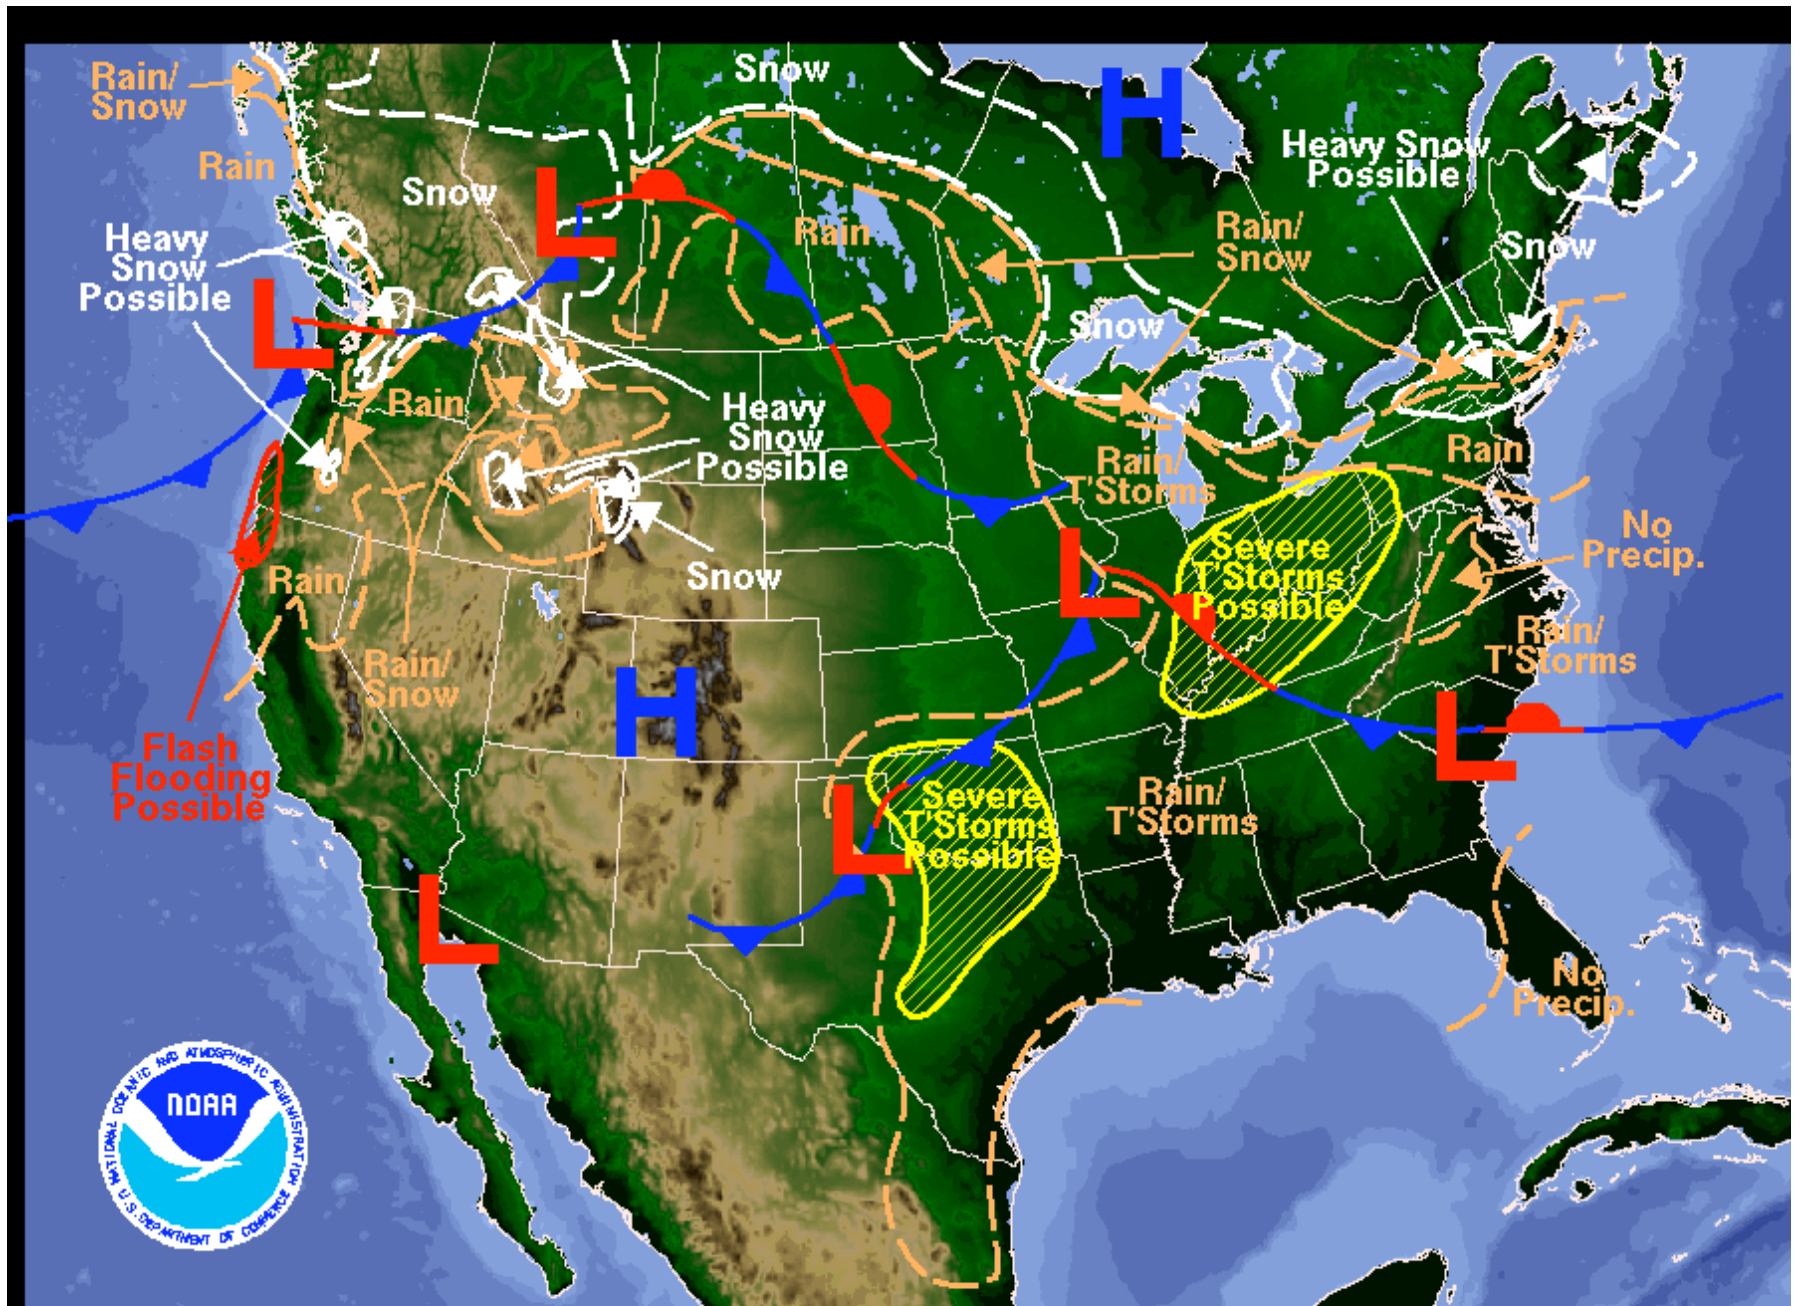 Rain/
Snow
Snow
H
Heavy Snow
Possible
Rain
Snow
L
Rain
Rain/
Snow
Snow
Heavy
Snow
Possible
L
Snow
Rain
Heavy
Snow
Possible
Rain/
T'Storms
Rain
No
Precip.
Severe
T'Storms
Possible
L
Snow
Rain
Rain/
Snow
H
Rain/
T'Storms
L
Flash
Flooding
Possible
Severe
T'Storms
Possible
L
Rain/
T'Storms
L
No
Precip.
NATIONAL OCEANIC AND ATMOSPHERIC ADMINISTRATION
NOAA
U.S. DEPARTMENT OF COMMERCE